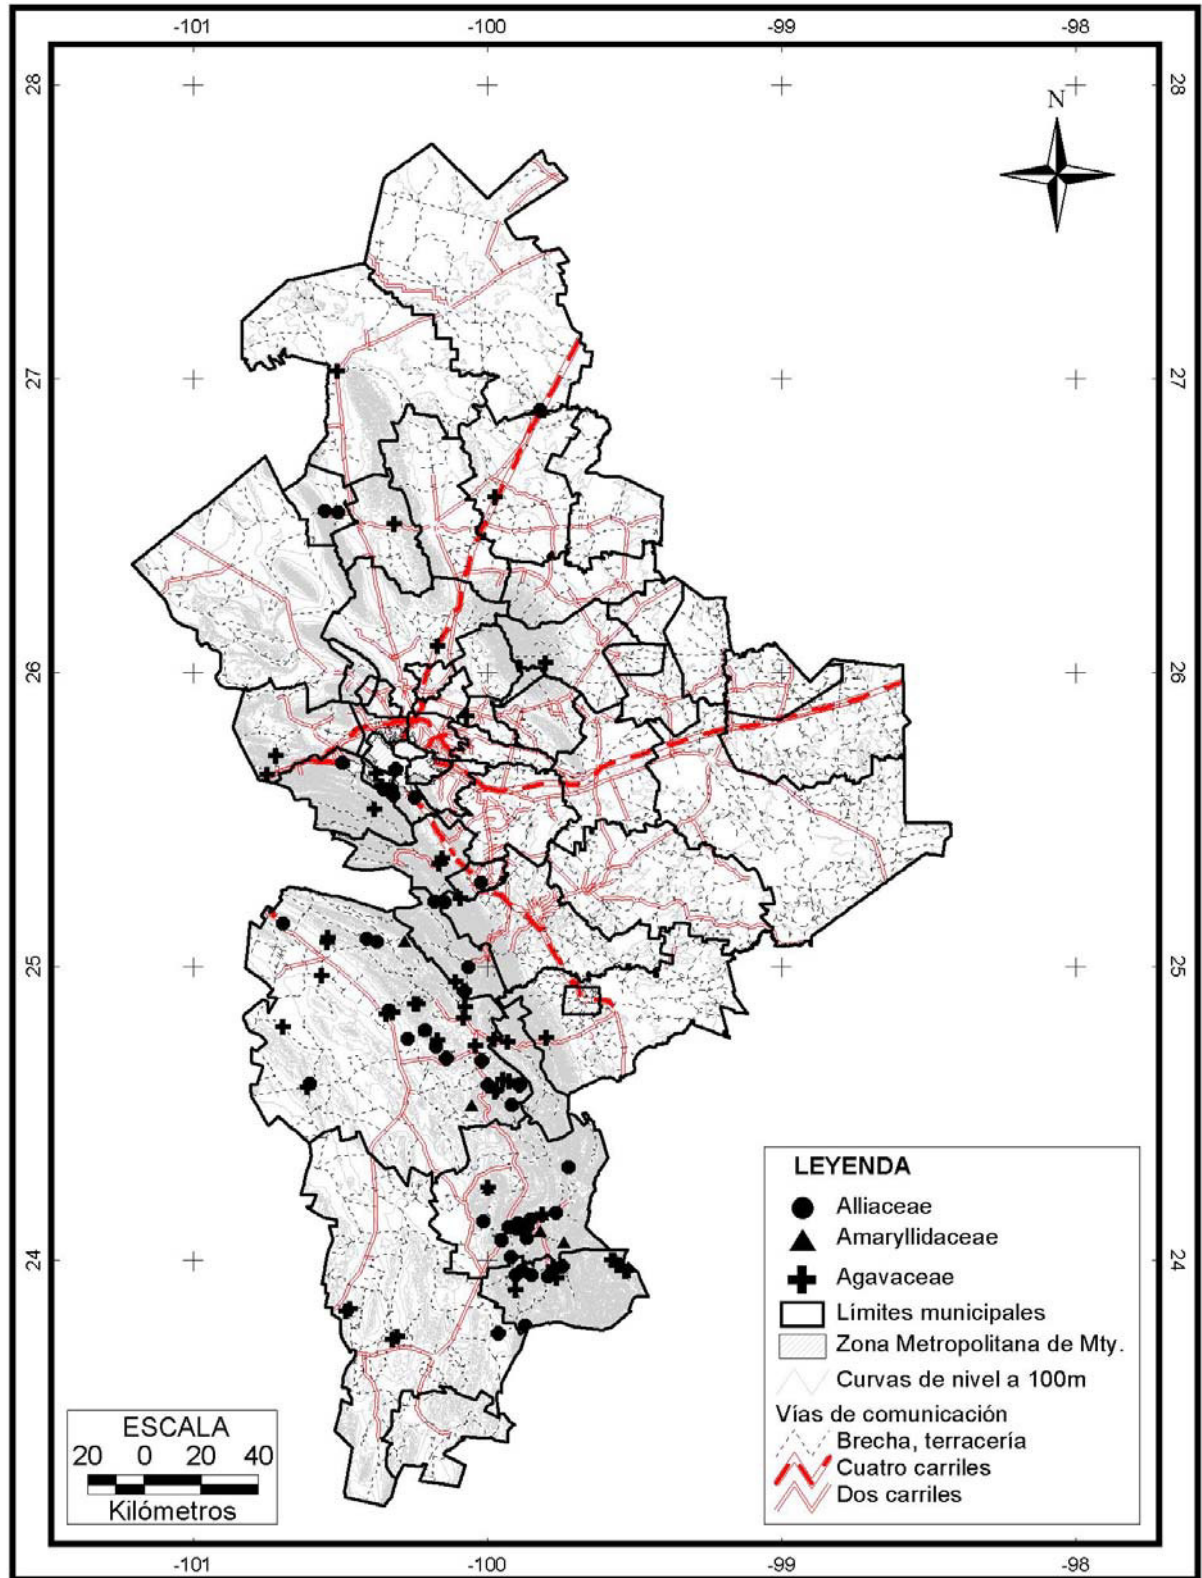 -101 -100 -99 -98
28 28
N
27 27
26 26
25 25
24 24
LEYENDA
Alliaceae
Amaryllidaceae
Agavaceae
Límites municipales
Zona Metropolitana de Mty.
Curvas de nivel a 100m
Vías de comunicación
Brecha, terracería
Cuatro carriles
Dos carriles
ESCALA
20 0 20 40
Kilómetros
-101 -100 -99 -98